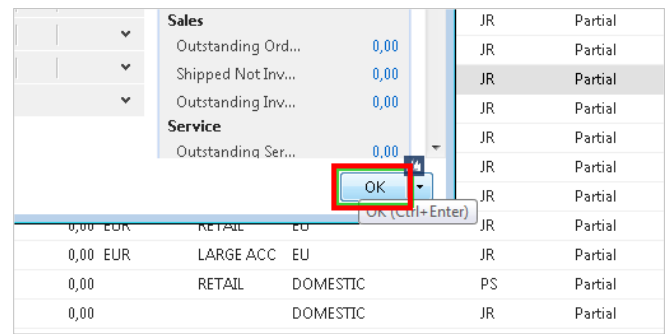 Sales JR Partial
Outstanding Ord... 0,00 JR Partial
Shipped Not Inv... 0,00 JR Partial
Outstanding Inv... 0,00 JR Partial
Service JR Partial
Outstanding Ser... 0,00 JR Partial
OK JR Partial
OK (Ctrl+Enter)
0,00 EUR RETAIL EU JR Partial
0,00 EUR LARGE ACC EU JR Partial
0,00 RETAIL DOMESTIC PS Partial
0,00 DOMESTIC JR Partial